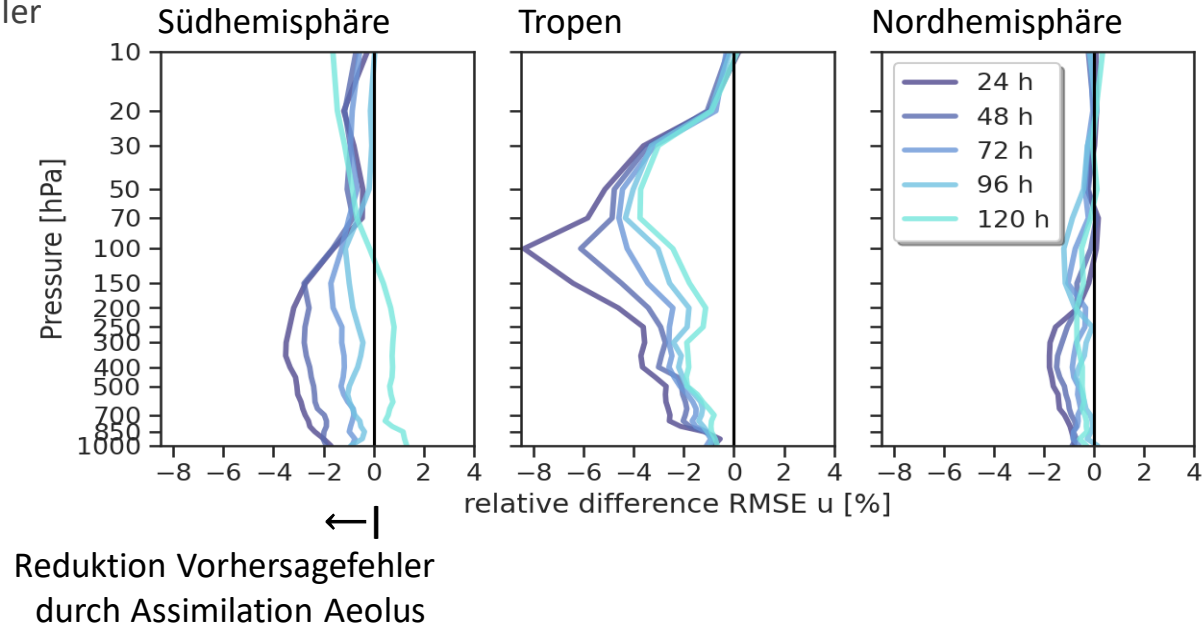 ler
Südhemisphäre
Tropen
Nordhemisphäre
10
20
30
50
70
100
150
200
250
300
400
500
700
850
1000
Pressure [hPa]
24 h
48 h
72 h
96 h
120 h
−8 −6 −4 −2 0 2 4
−8 −6 −4 −2 0 2 4
−8 −6 −4 −2 0 2 4
relative difference RMSE u [%]
Reduktion Vorhersagefehler
durch Assimilation Aeolus